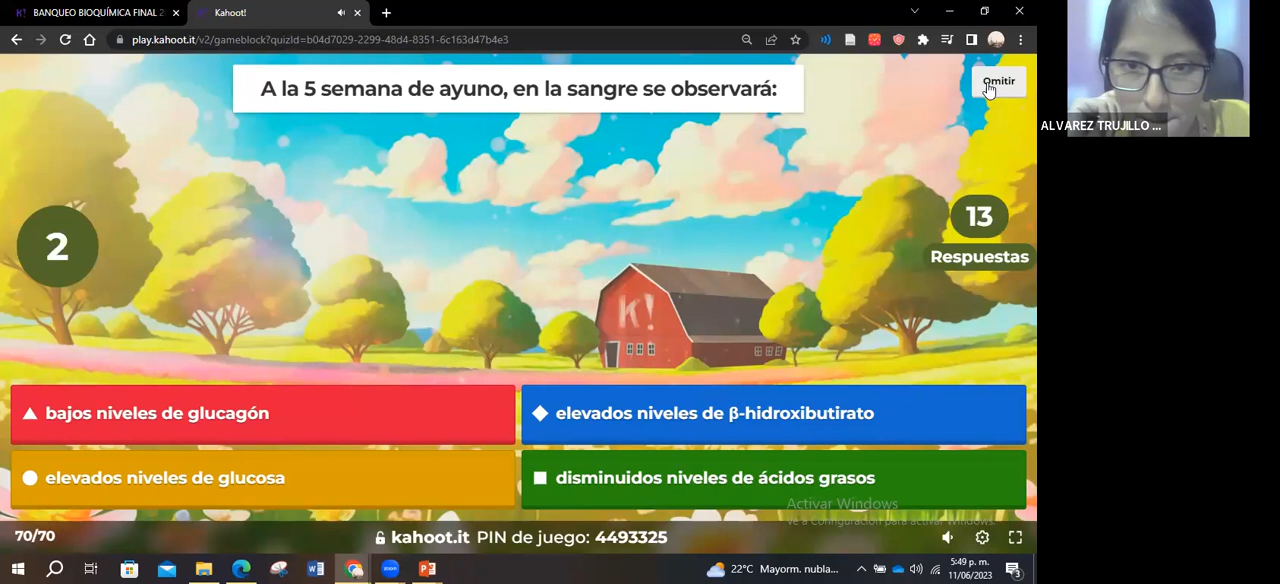 BANQUEO BIOQUÍMICA FINAL 2
Kahoot!
play.kahoot.it/v2/gameblock?quizId=b04d7029-2299-48d4-8351-6c163d47b4e3
A la 5 semana de ayuno, en la sangre se observará:
Omitir
ALVAREZ TRUJILLO ...
2
13
Respuestas
K!
bajos niveles de glucagón
elevados niveles de β-hidroxibutirato
elevados niveles de glucosa
disminuidos niveles de ácidos grasos
Activar Windows
Ve a Configuración para activar Windows.
70/70
kahoot.it PIN de juego: 4493325
22°C Mayorm. nubla...
5:49 p. m.
11/06/2023
3